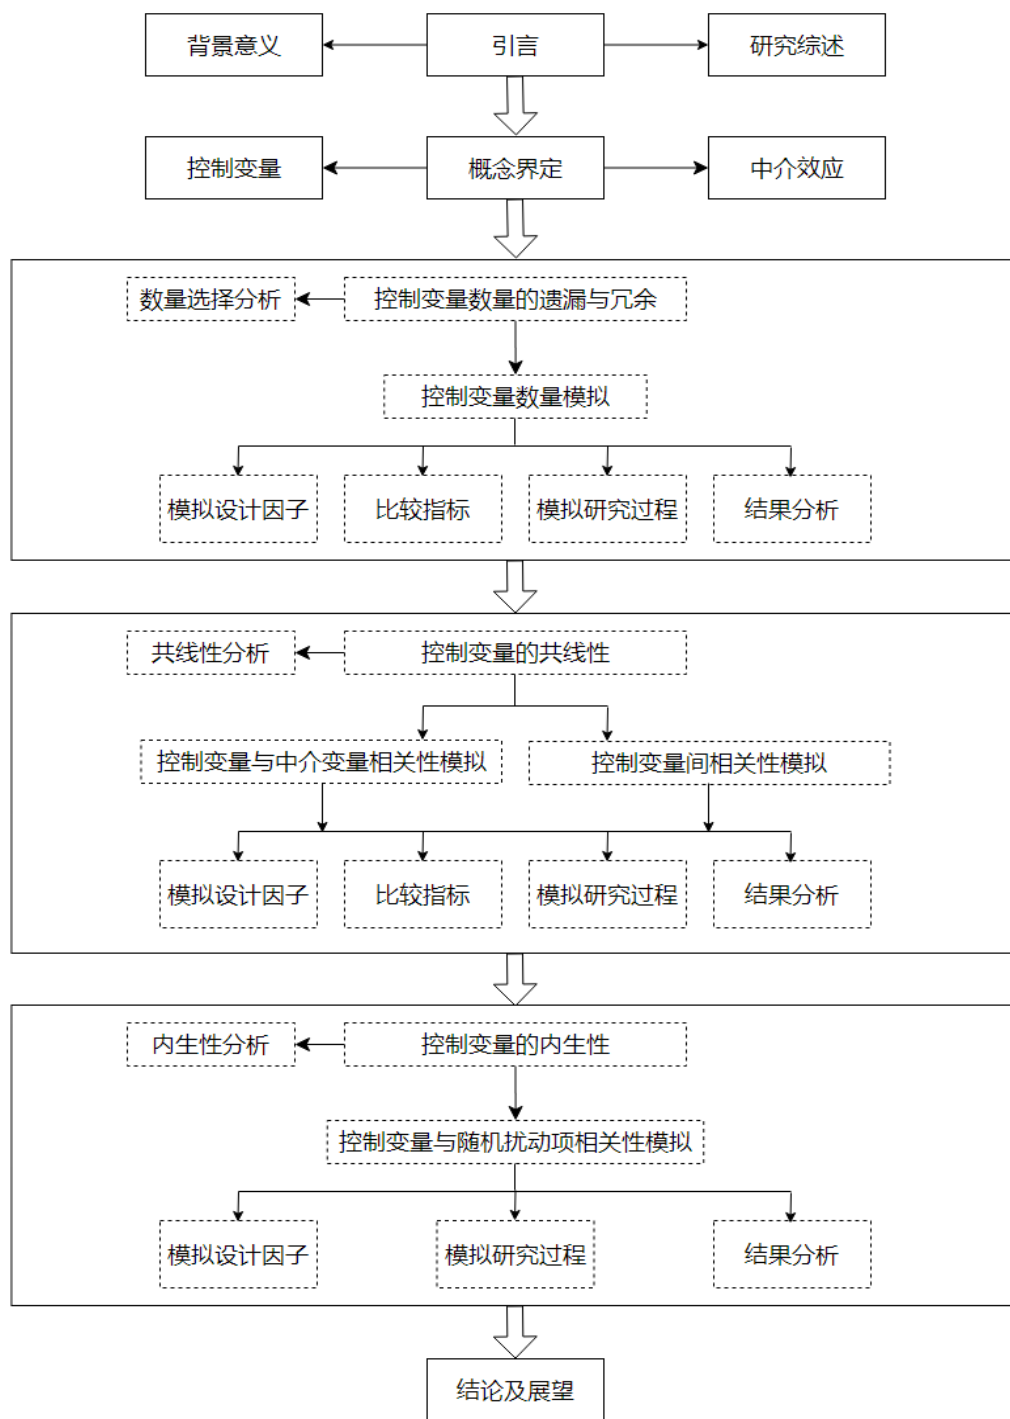 背景意义
引言
研究综述
控制变量
概念界定
中介效应
数量选择分析
控制变量数量的遗漏与冗余
控制变量数量模拟
模拟设计因子
比较指标
模拟研究过程
结果分析
共线性分析
控制变量的共线性
控制变量与中介变量相关性模拟
控制变量间相关性模拟
模拟设计因子
比较指标
模拟研究过程
结果分析
内生性分析
控制变量的内生性
控制变量与随机扰动项相关性模拟
模拟设计因子
模拟研究过程
结果分析
结论及展望